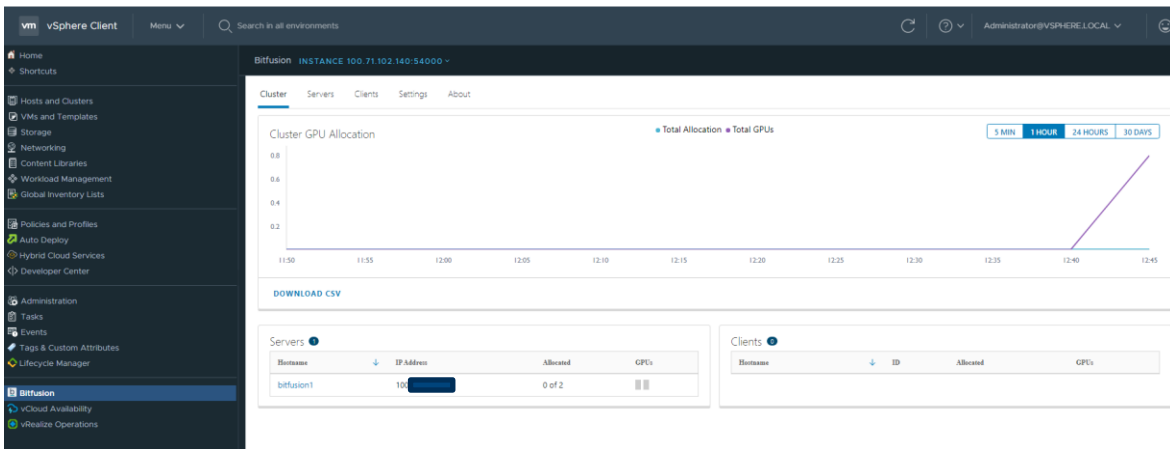 vm vSphere Client Menu Search in all environments Administrator@VSPHERE.LOCAL
Home
Shortcuts
Hosts and Clusters
VMs and Templates
Storage
Networking
Content Libraries
Workload Management
Global Inventory Lists
Policies and Profiles
Auto Deploy
Hybrid Cloud Services
Developer Center
Administration
Tasks
Events
Tags & Custom Attributes
Lifecycle Manager
Bitfusion
vCloud Availability
vRealize Operations
Bitfusion INSTANCE 100.71.102.140:54000
Cluster Servers Clients Settings About
Cluster GPU Allocation
Total Allocation Total GPUs
5 MIN 1 HOUR 24 HOURS 30 DAYS
0.8
0.6
0.4
0.2
11:50 11:55 12:00 12:05 12:10 12:15 12:20 12:25 12:30 12:35 12:40 12:45
DOWNLOAD CSV
Servers 1
Hostname IP Address Allocated GPUs
bitfusion1 100 0 of 2
Clients 0
Hostname ID Allocated GPUs